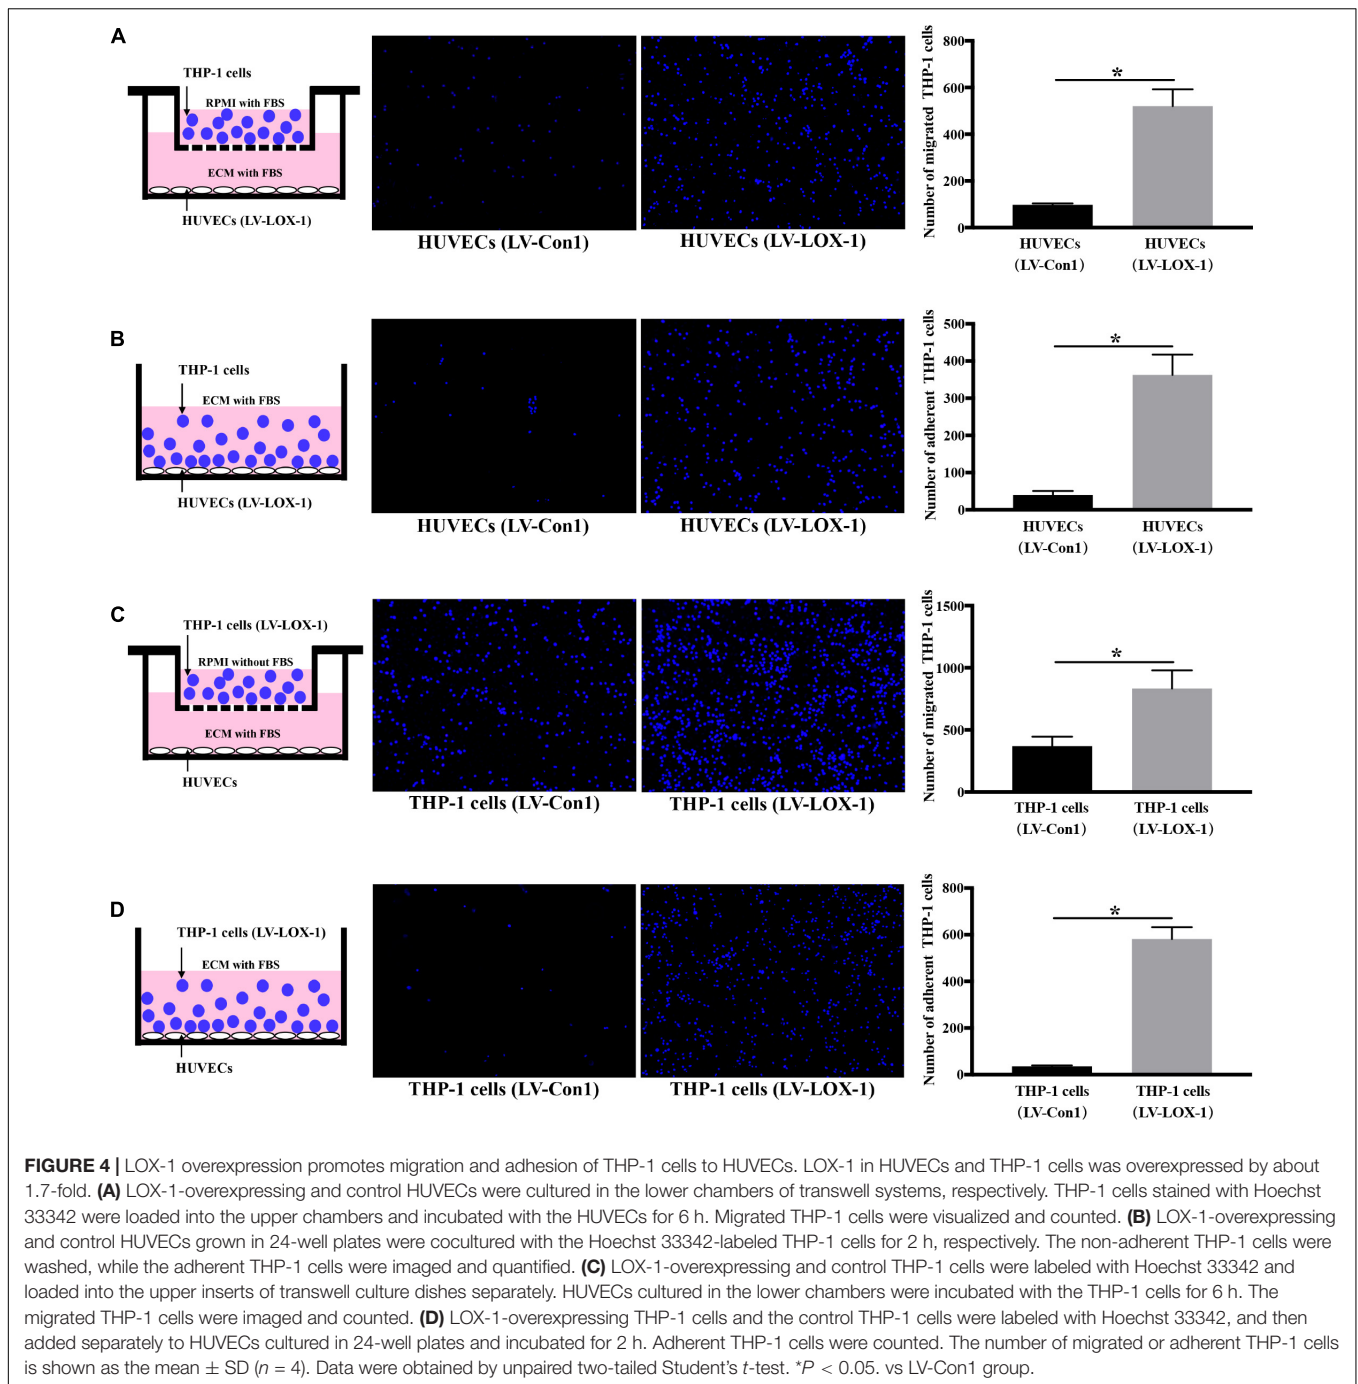 A
THP-1 cells
RPMI with FBS
ECM with FBS
HUVECs (LV-LOX-1)
HUVECs (LV-Con1)
HUVECs (LV-LOX-1)
Number of migrated THP-1 cells
800
600
400
200
0
*
HUVECs
(LV-Con1)
HUVECs
(LV-LOX-1)
B
THP-1 cells
ECM with FBS
HUVECs (LV-LOX-1)
HUVECs (LV-Con1)
HUVECs (LV-LOX-1)
Number of adherent THP-1 cells
500
400
300
200
100
0
*
HUVECs
(LV-Con1)
HUVECs
(LV-LOX-1)
C
THP-1 cells (LV-LOX-1)
RPMI without FBS
ECM with FBS
HUVECs
THP-1 cells (LV-Con1)
THP-1 cells (LV-LOX-1)
Number of migrated THP-1 cells
1500
1000
500
0
*
THP-1 cells
(LV-Con1)
THP-1 cells
(LV-LOX-1)
D
THP-1 cells (LV-LOX-1)
ECM with FBS
HUVECs
THP-1 cells (LV-Con1)
THP-1 cells (LV-LOX-1)
Number of adherent THP-1 cells
800
600
400
200
0
*
THP-1 cells
(LV-Con1)
THP-1 cells
(LV-LOX-1)
FIGURE 4 | LOX-1 overexpression promotes migration and adhesion of THP-1 cells to HUVECs. LOX-1 in HUVECs and THP-1 cells was overexpressed by about
1.7-fold. (A) LOX-1-overexpressing and control HUVECs were cultured in the lower chambers of transwell systems, respectively. THP-1 cells stained with Hoechst
33342 were loaded into the upper chambers and incubated with the HUVECs for 6 h. Migrated THP-1 cells were visualized and counted. (B) LOX-1-overexpressing
and control HUVECs grown in 24-well plates were cocultured with the Hoechst 33342-labeled THP-1 cells for 2 h, respectively. The non-adherent THP-1 cells were
washed, while the adherent THP-1 cells were imaged and quantified. (C) LOX-1-overexpressing and control THP-1 cells were labeled with Hoechst 33342 and
loaded into the upper inserts of transwell culture dishes separately. HUVECs cultured in the lower chambers were incubated with the THP-1 cells for 6 h. The
migrated THP-1 cells were imaged and counted. (D) LOX-1-overexpressing THP-1 cells and the control THP-1 cells were labeled with Hoechst 33342, and then
added separately to HUVECs cultured in 24-well plates and incubated for 2 h. Adherent THP-1 cells were counted. The number of migrated or adherent THP-1 cells
is shown as the mean ± SD (n = 4). Data were obtained by unpaired two-tailed Student's t-test. *P < 0.05. vs LV-Con1 group.